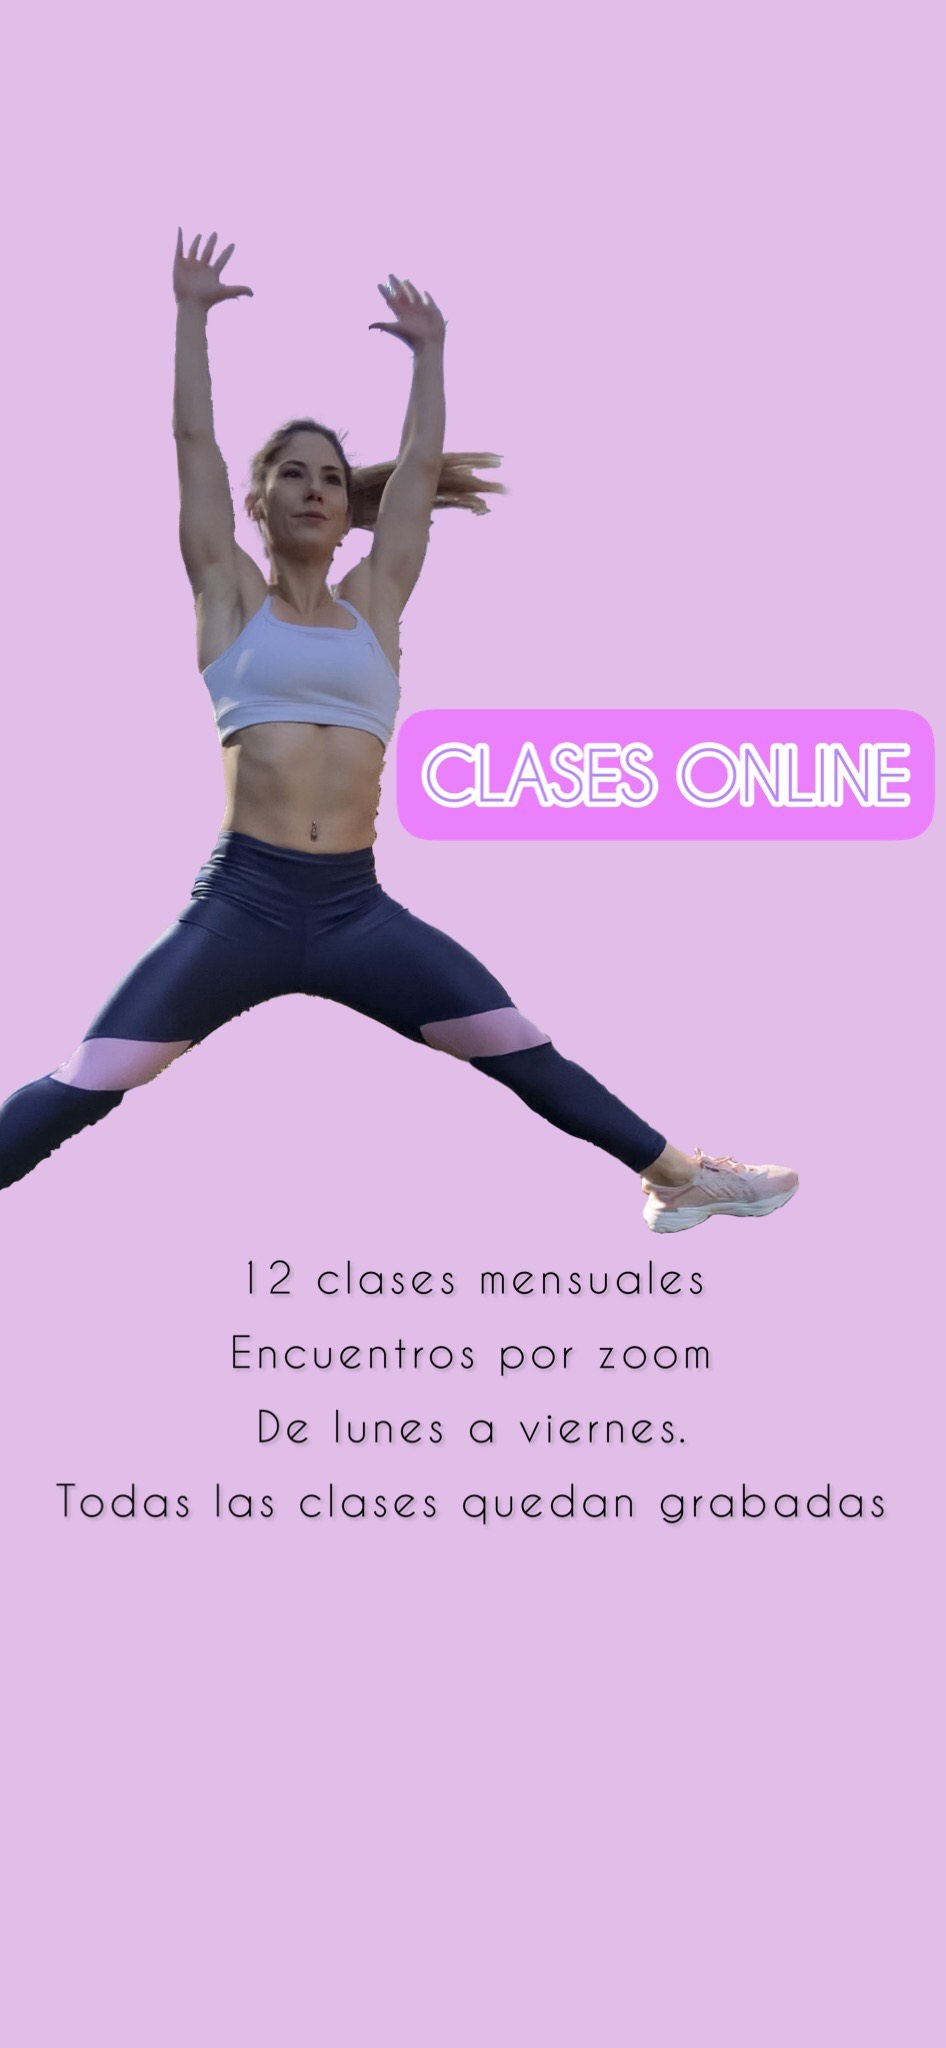 CLASES ONLINE
12 clases mensuales
Encuentros por zoom
De lunes a viernes.
Todas las clases quedan grabadas